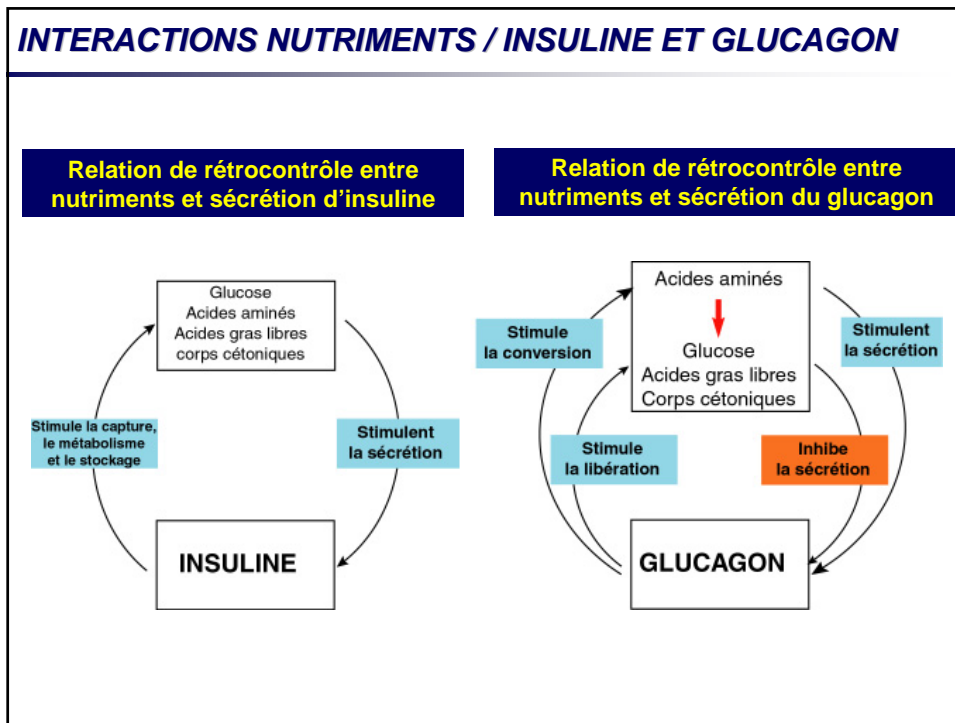 INTERACTIONS NUTRIMENTS / INSULINE ET GLUCAGON
Relation de rétrocontrôle entre
nutriments et sécrétion d'insuline
Glucose
Acides aminés
Acides gras libres
corps cétoniques
Stimule la capture,
le métabolisme
et le stockage
Stimulent
la sécrétion
INSULINE
Relation de rétrocontrôle entre
nutriments et sécrétion du glucagon
Acides aminés
Glucose
Acides gras libres
Corps cétoniques
Stimule
la conversion
Stimulent
la sécrétion
Stimule
la libération
Inhibe
la sécrétion
GLUCAGON